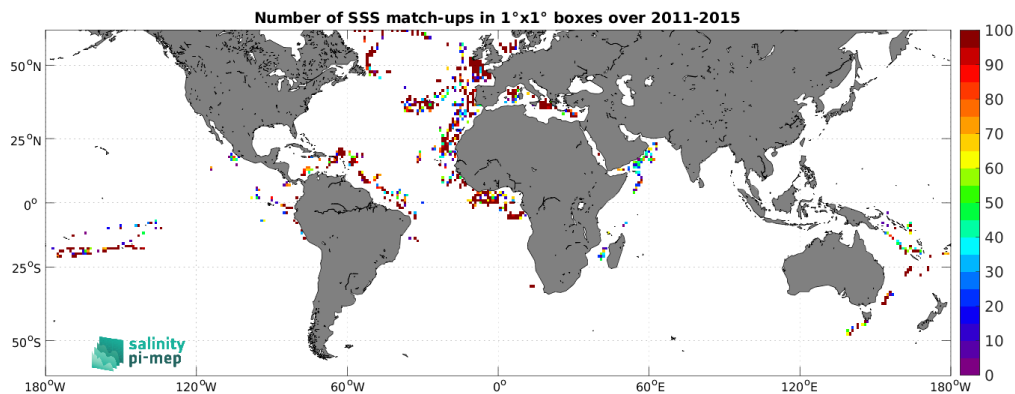 Number of SSS match-ups in 1°x1° boxes over 2011-2015
100
90
80
70
60
50
40
30
20
10
0
50°N
25°N
0°
25°S
50°S
salinity
pi-mep
180°W 120°W 60°W 0° 60°E 120°E 180°W